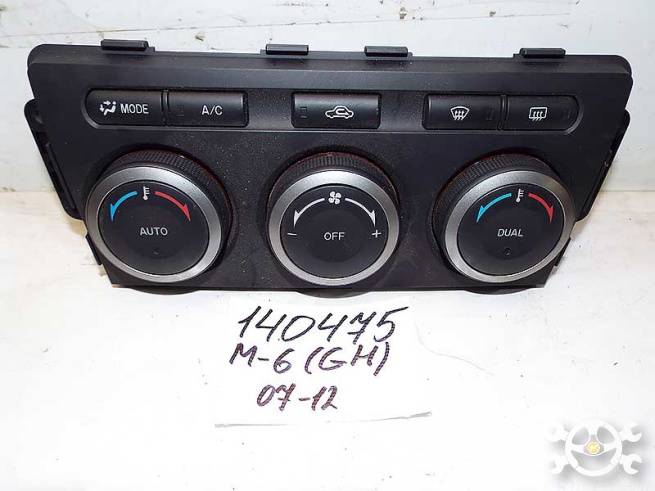 MODE A/C
AUTO OFF DUAL
- +
140475
M-6 (GH)
07-12